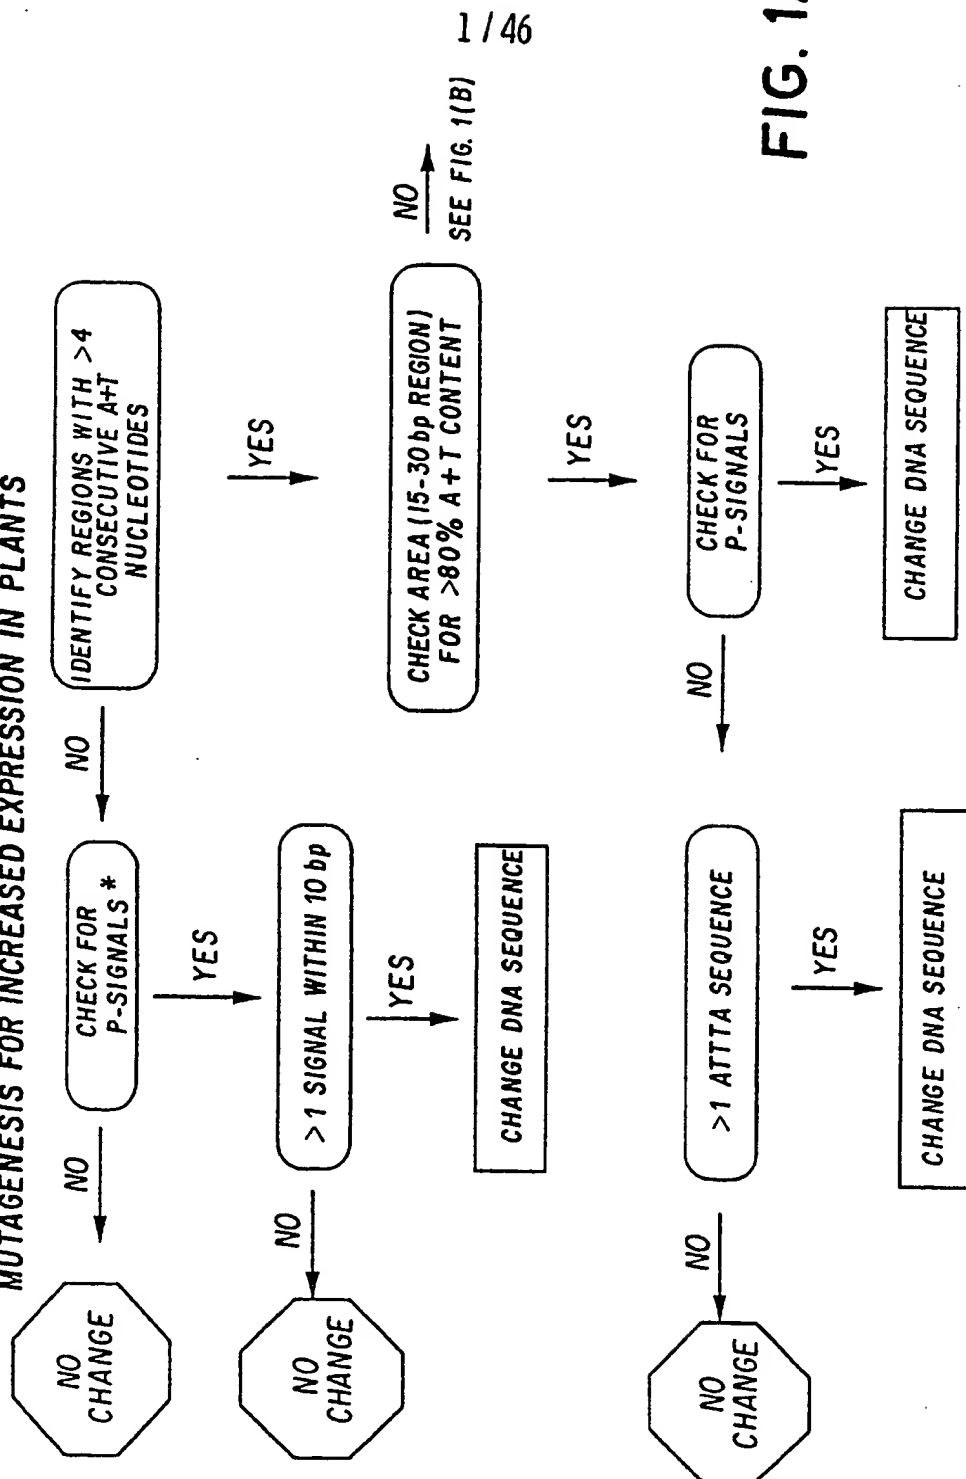 1/46
MUTAGENESIS FOR INCREASED EXPRESSION IN PLANTS
IDENTIFY REGIONS WITH >4
CONSECUTIVE A+T
NUCLEOTIDES
NO
CHECK FOR
P-SIGNALS*
NO
NO
CHANGE
YES
YES
>1 SIGNAL WITHIN 10 bp
NO
NO
CHANGE
YES
CHANGE DNA SEQUENCE
CHECK AREA (15-30bp REGION)
FOR >80% A+T CONTENT
NO
SEE FIG. 1(B)
YES
CHECK FOR
P-SIGNALS
NO
>1 ATTTA SEQUENCE
NO
NO
CHANGE
YES
CHANGE DNA SEQUENCE
YES
CHANGE DNA SEQUENCE
FIG.